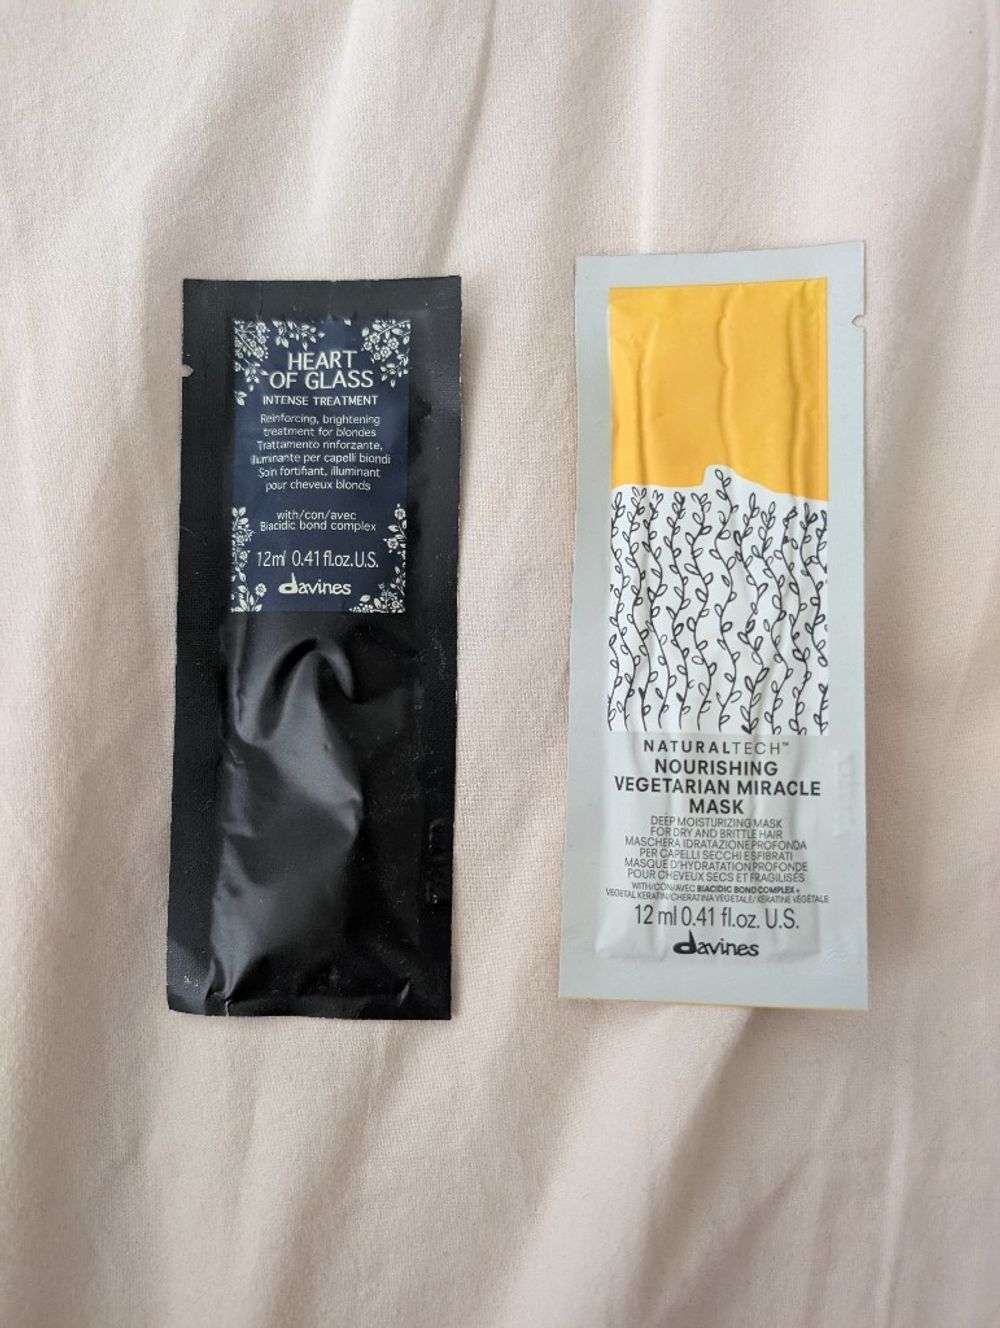 HEART
OF GLASS
INTENSE TREATMENT
Reinforcing, brightening
treatment for blondes
Trattamento rinforzante,
illuminante per capelli biondi
Soin fortifiant, illuminant
pour cheveux blonds
with/con/avec
Biacidic bond complex
12ml 0.41 fl.oz.U.S.
davines
NATURALTECH™
NOURISHING
VEGETARIAN MIRACLE
MASK
DEEP MOISTURIZING MASK
FOR DRY AND BRITTLE HAIR
MASCHERA IDRATAZIONE PROFONDA
PER CAPELLI SECCHI E SFIBRATI
MASQUE D'HYDRATION PROFONDE
POUR CHEVEUX SECS ET FRAGILISÉS
WITH/CON/AVEC BIACIDIC BOND COMPLEX +
VEGETAL KERATIN/CHERATINA VEGETALE/KÉRATINE VÉGÉTALE
12 ml 0.41 fl.oz. U.S.
davines